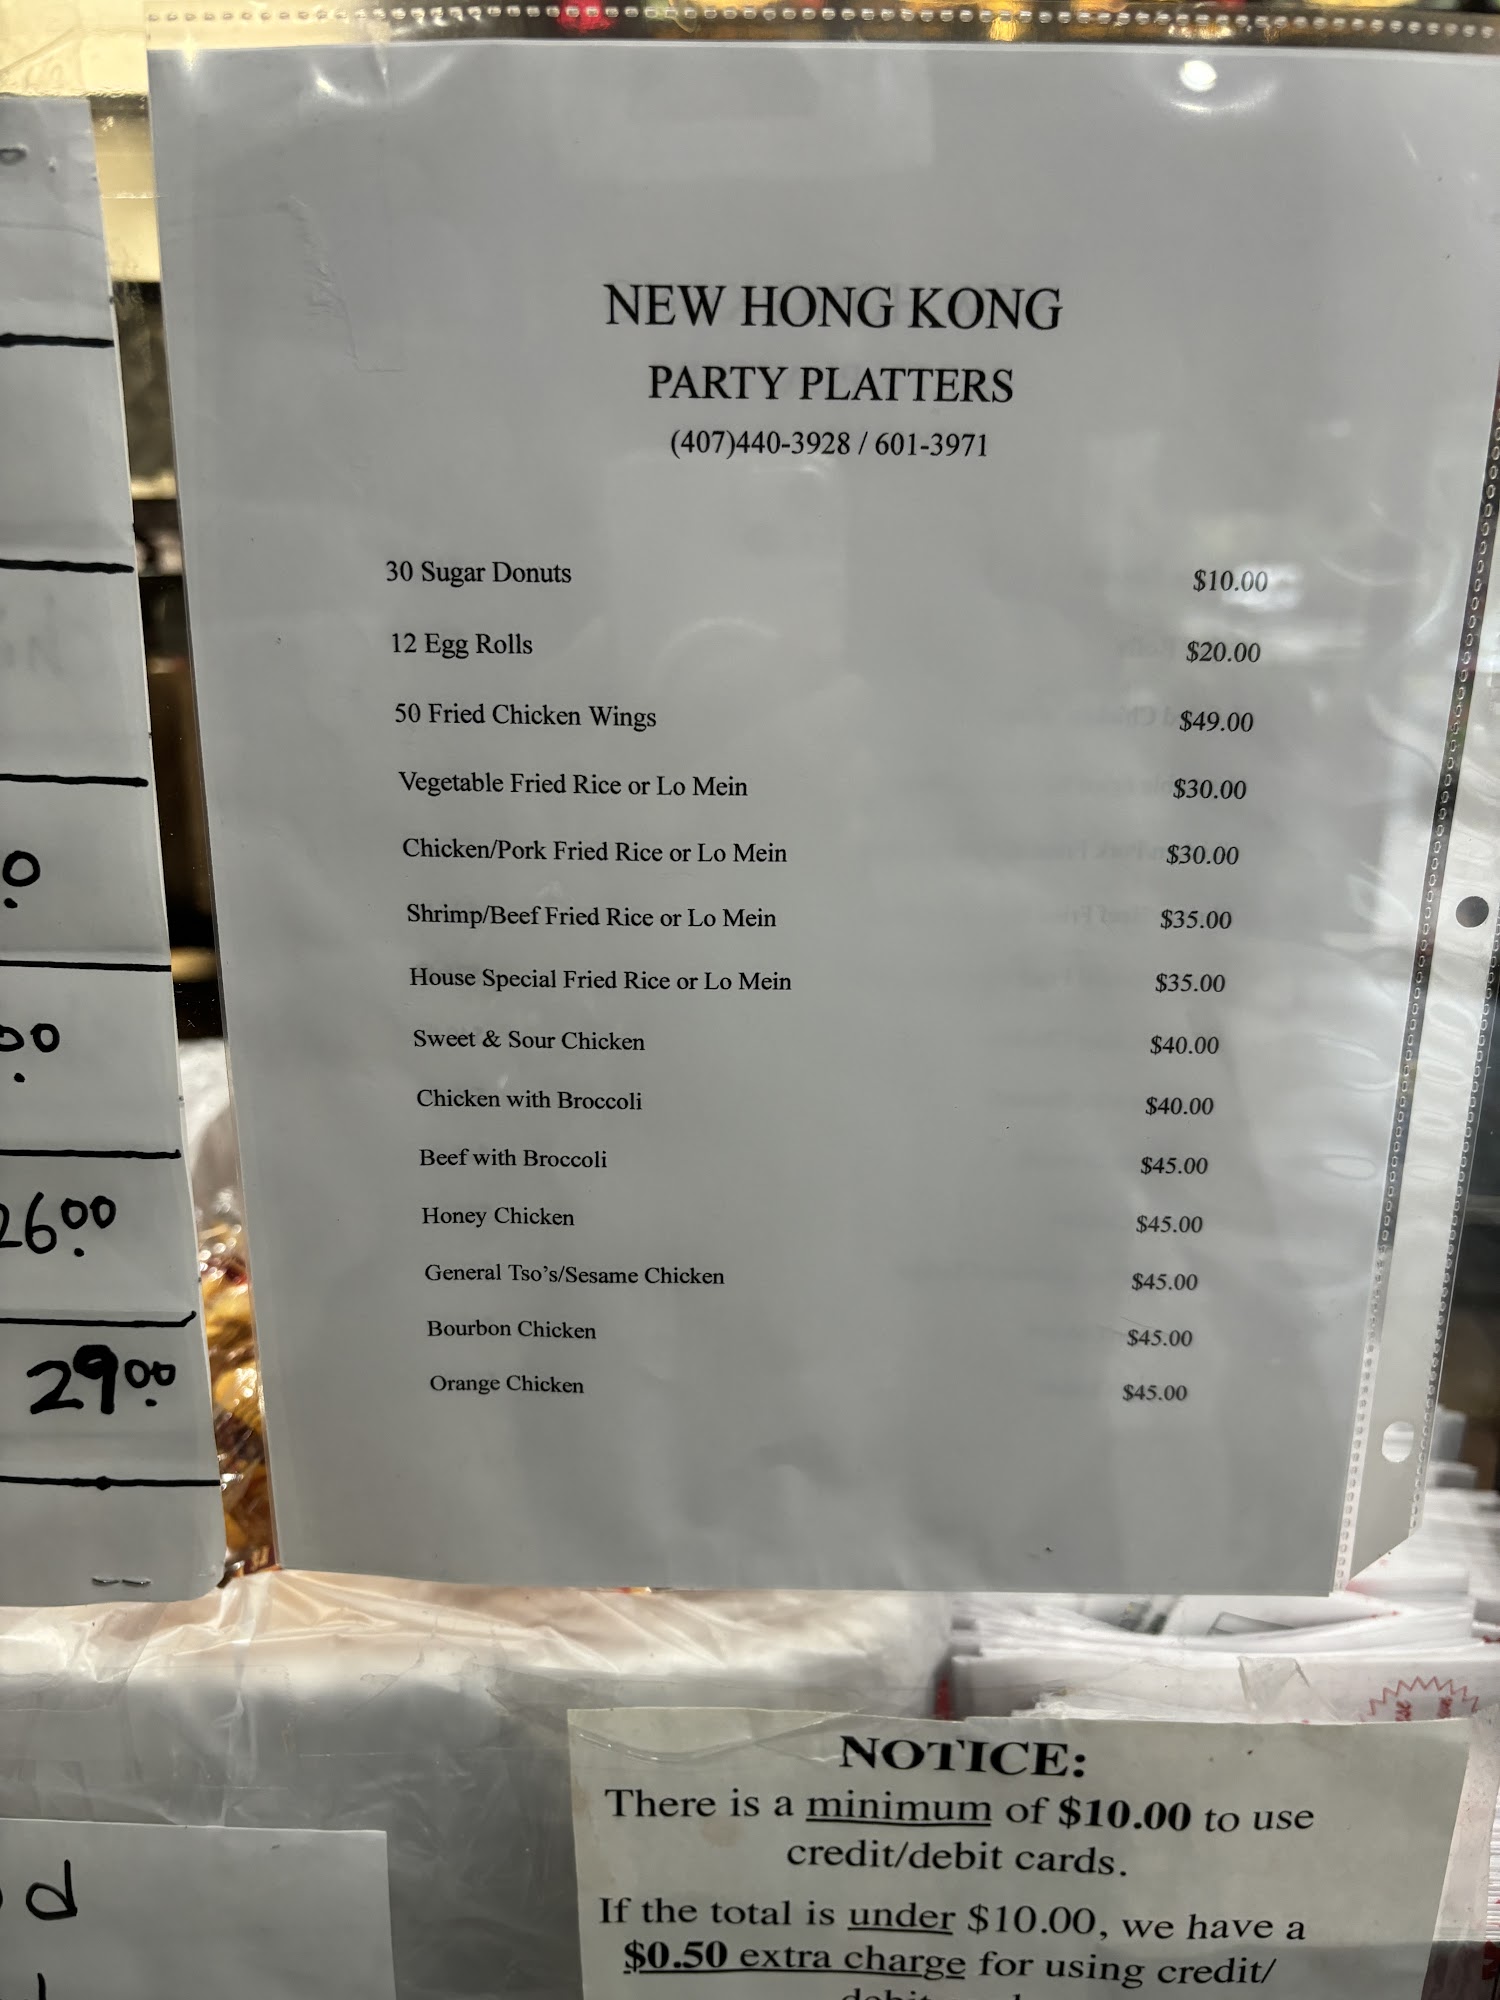 NEW HONG KONG
PARTY PLATTERS
(407)440-3928 / 601-3971
30 Sugar Donuts $10.00
12 Egg Rolls $20.00
50 Fried Chicken Wings $49.00
Vegetable Fried Rice or Lo Mein $30.00
Chicken/Pork Fried Rice or Lo Mein $30.00
Shrimp/Beef Fried Rice or Lo Mein $35.00
House Special Fried Rice or Lo Mein $35.00
Sweet & Sour Chicken $40.00
Chicken with Broccoli $40.00
Beef with Broccoli $45.00
Honey Chicken $45.00
General Tso's/Sesame Chicken $45.00
Bourbon Chicken $45.00
Orange Chicken $45.00
26.00
29.00
NOTICE:
There is a minimum of $10.00 to use
credit/debit cards.
If the total is under $10.00, we have a
$0.50 extra charge for using credit/